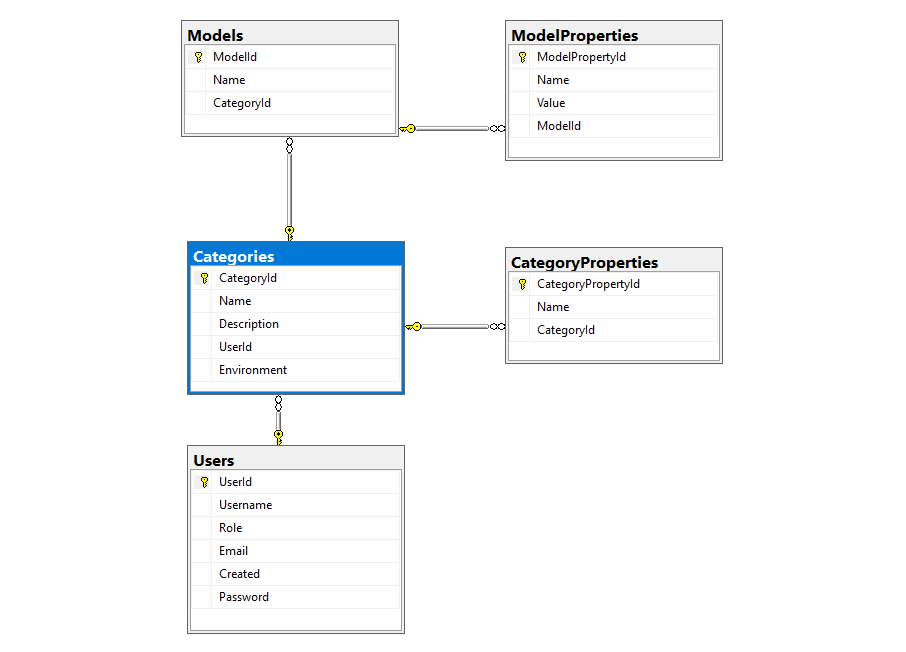 Models
ModelId
Name
CategoryId
ModelProperties
ModelPropertyId
Name
Value
ModelId
Categories
CategoryId
Name
Description
UserId
Environment
CategoryProperties
CategoryPropertyId
Name
CategoryId
Users
UserId
Username
Role
Email
Created
Password